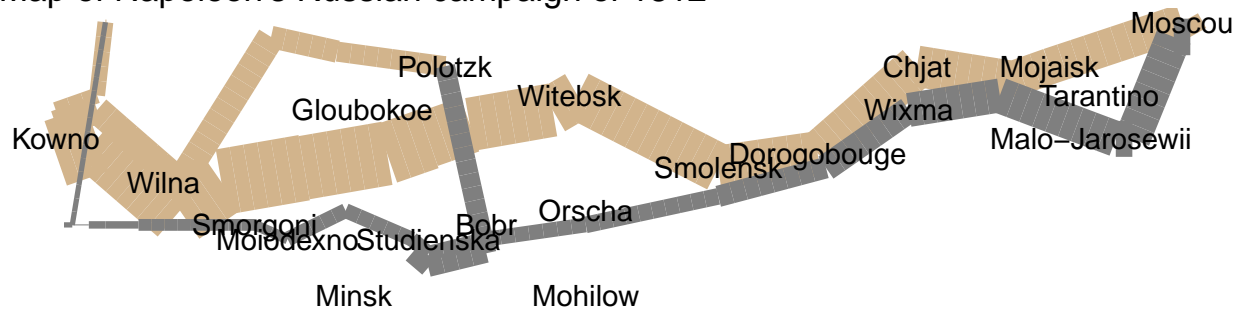 map of Napoleon's Russian campaign of 1812
Moscou
Polotzk
Chjat
Mojaisk
Gloubokoe
Witebsk
Wixma
Tarantino
Kowno
Malo−Jarosewii
Dorogobouge
Smolensk
Wilna
Orscha
Smorgoni
Bobr
Moiodexno
Studienska
Minsk
Mohilow